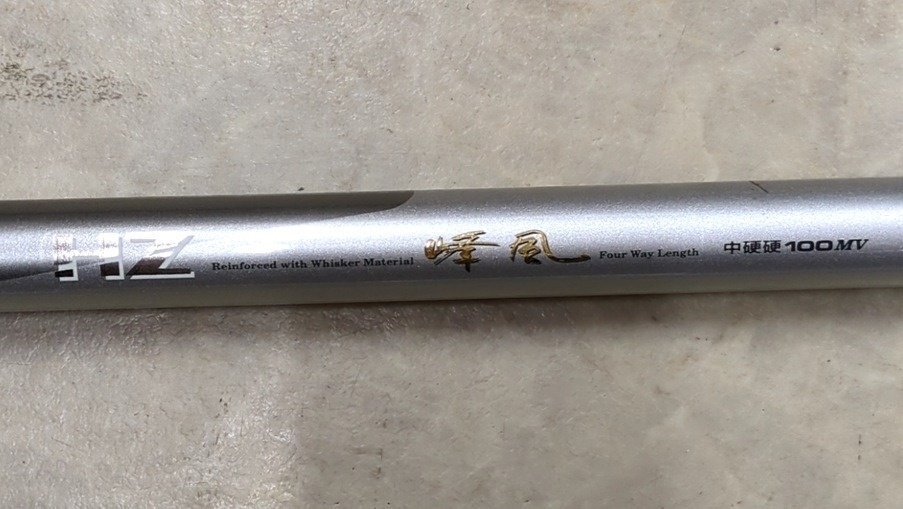 HZ Reinforced with Whisker Material 峰風 Four Way Length 中硬硬 100MV